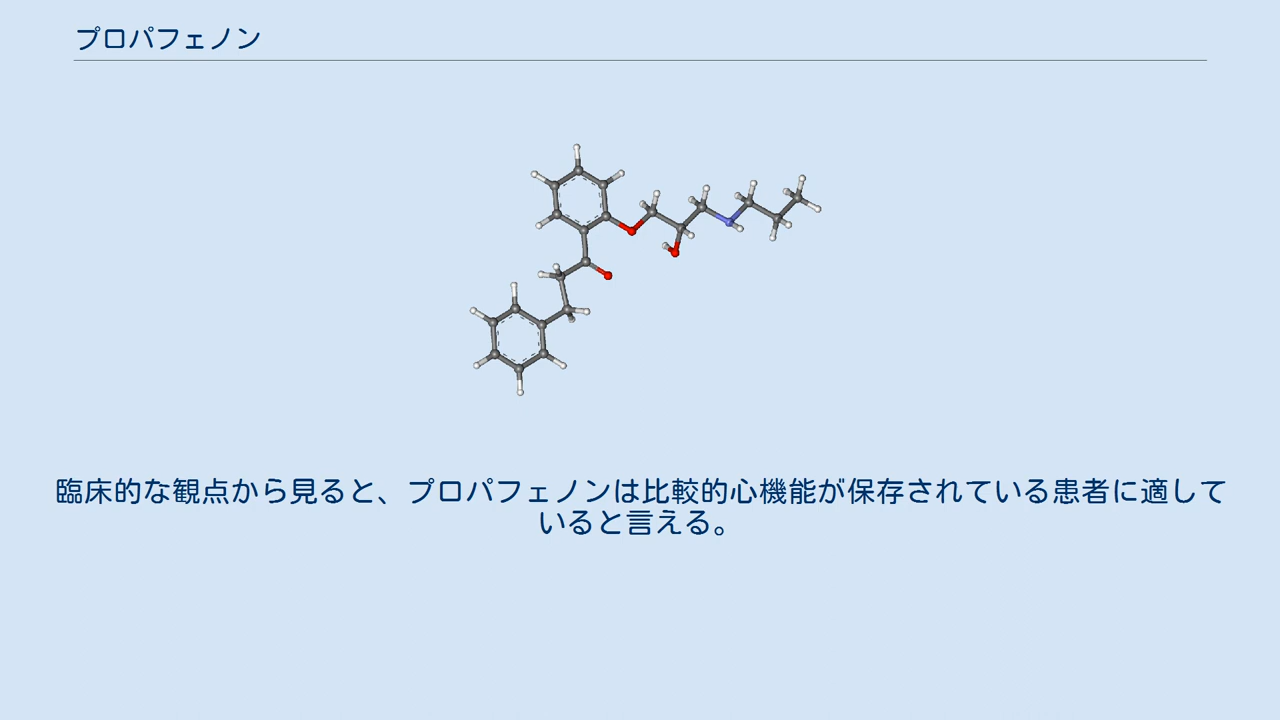 プロパフェノン
臨床的な観点から見ると、プロパフェノンは比較的心機能が保存されている患者に適して
いると言える。